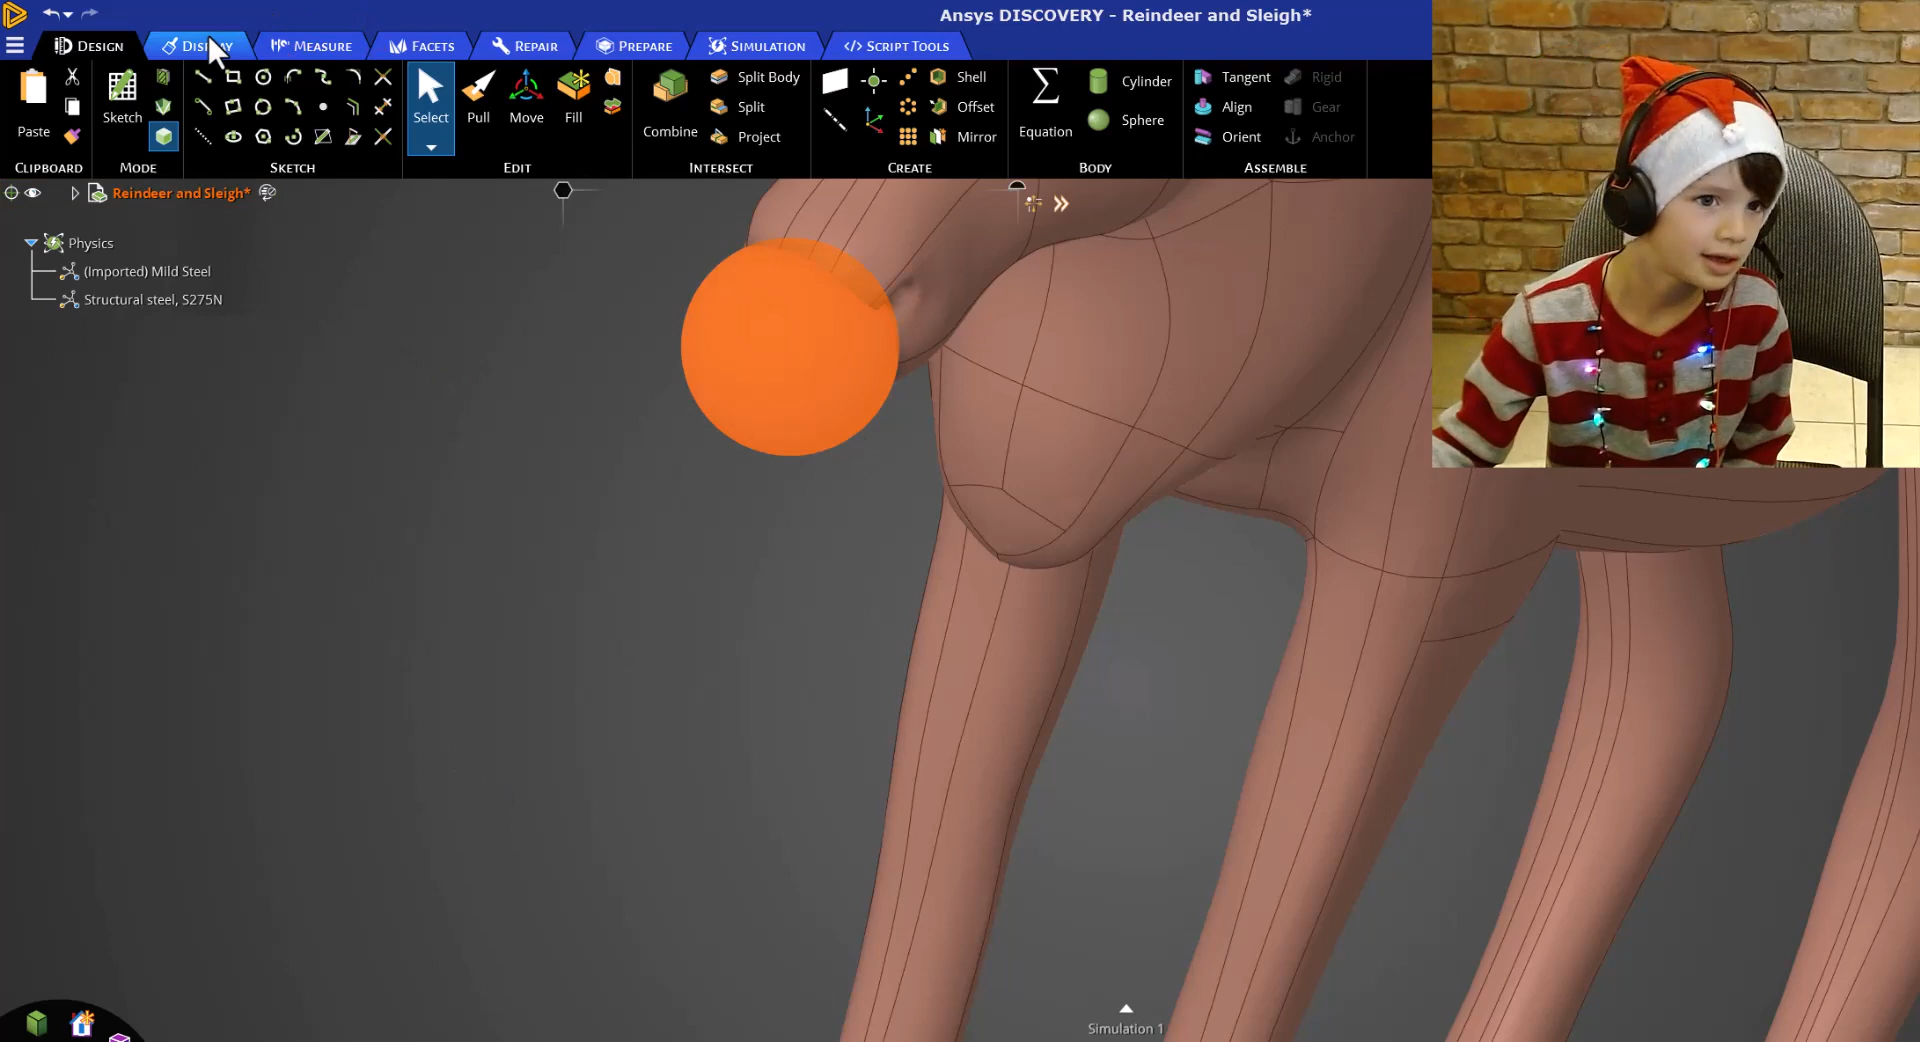 Ansys DISCOVERY - Reindeer and Sleigh*
DESIGN
DISPLAY
MEASURE
FACETS
REPAIR
PREPARE
SIMULATION
</> SCRIPT TOOLS
Paste
Sketch
Select
Pull
Move
Fill
Combine
Split Body
Split
Project
Shell
Offset
Mirror
Equation
Cylinder
Sphere
Tangent
Align
Orient
Rigid
Gear
Anchor
CLIPBOARD
MODE
SKETCH
EDIT
INTERSECT
CREATE
BODY
ASSEMBLE
Reindeer and Sleigh*
Physics
(Imported) Mild Steel
Structural steel, S275N
Simulation 1